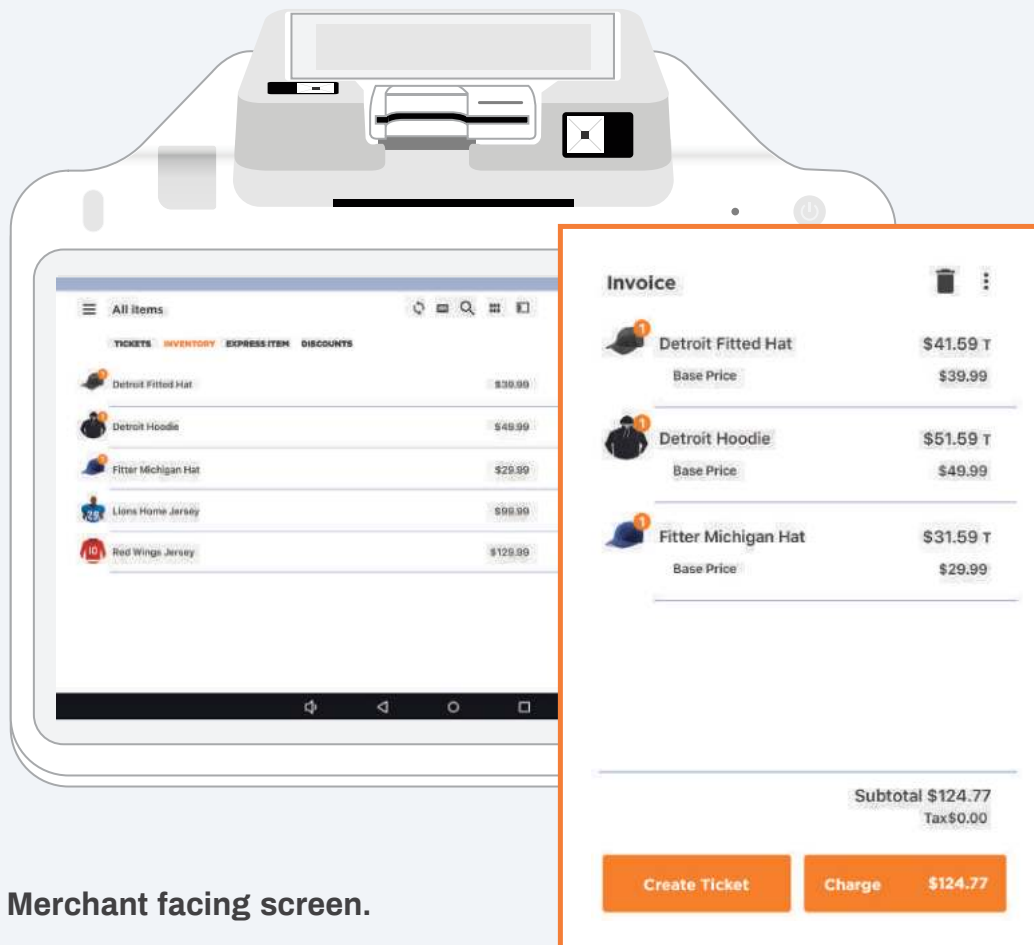 All items
TICKETS INVENTORY EXPRESS ITEM DISCOUNTS
Detroit Fitted Hat $39.99
Detroit Hoodie $49.99
Fitter Michigan Hat $29.99
Lions Home Jersey $99.99
Red Wings Jersey $129.99
Invoice
1 Detroit Fitted Hat $41.59 T
Base Price $39.99
1 Detroit Hoodie $51.59 T
Base Price $49.99
1 Fitter Michigan Hat $31.59 T
Base Price $29.99
Subtotal $124.77
Tax$0.00
Create Ticket Charge $124.77
Merchant facing screen.